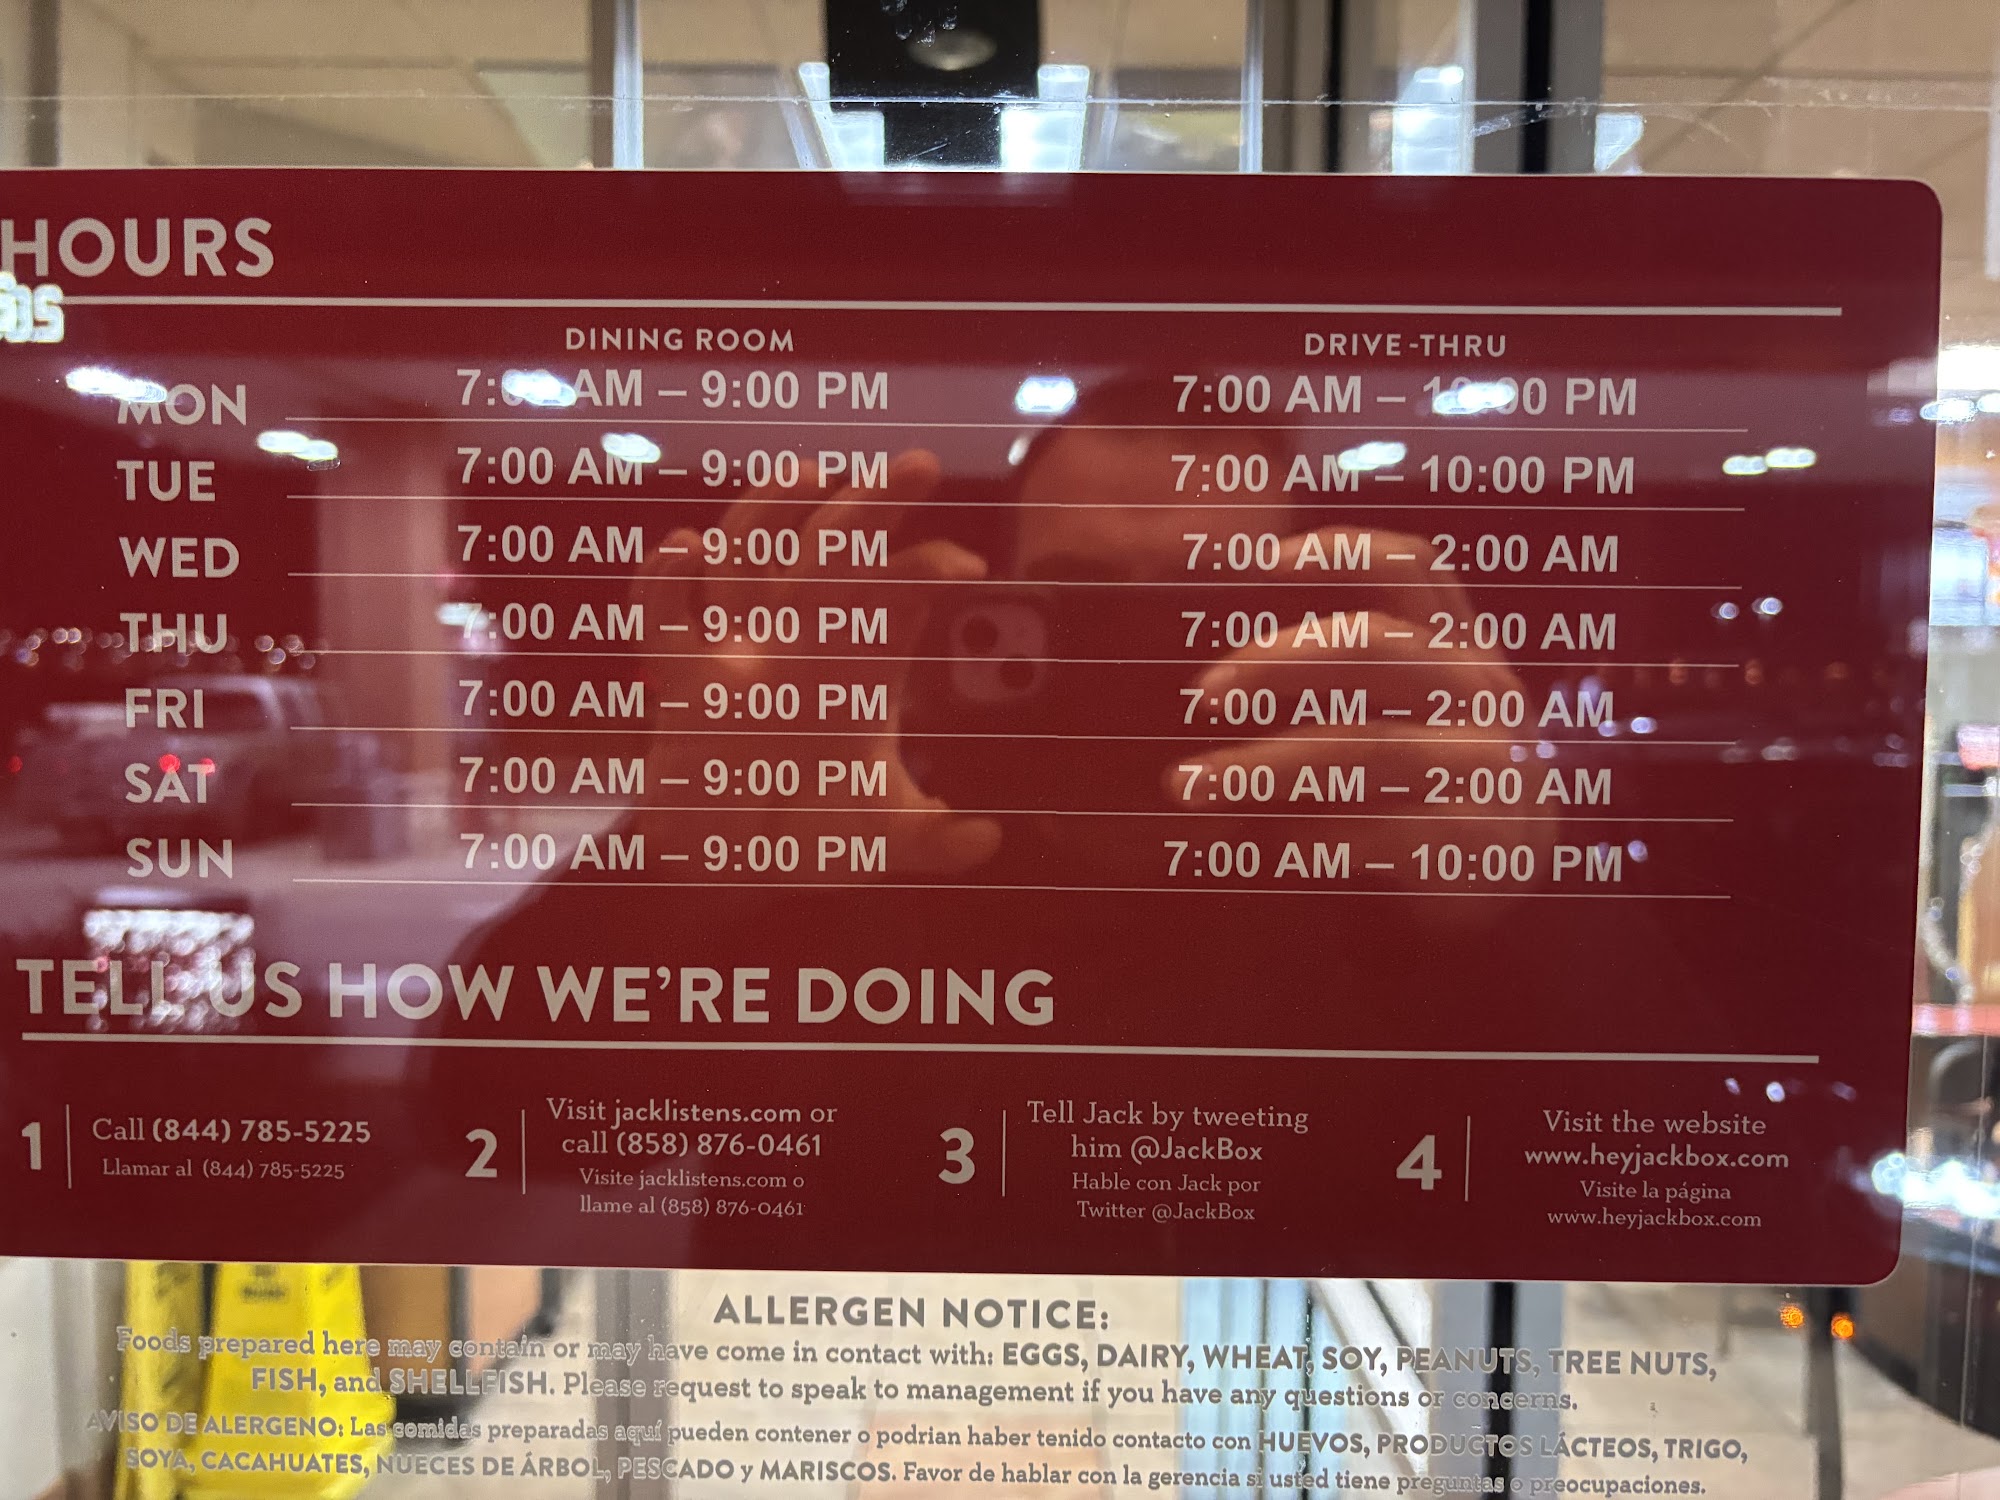 HOURS
DINING ROOM DRIVE-THRU
MON 7:00 AM – 9:00 PM 7:00 AM – 10:00 PM
TUE 7:00 AM – 9:00 PM 7:00 AM – 10:00 PM
WED 7:00 AM – 9:00 PM 7:00 AM – 2:00 AM
THU 7:00 AM – 9:00 PM 7:00 AM – 2:00 AM
FRI 7:00 AM – 9:00 PM 7:00 AM – 2:00 AM
SAT 7:00 AM – 9:00 PM 7:00 AM – 2:00 AM
SUN 7:00 AM – 9:00 PM 7:00 AM – 10:00 PM
TELL US HOW WE'RE DOING
1
Call (844) 785-5225
Llamar al (844) 785-5225
2
Visit jacklistens.com or
call (858) 876-0461
Visite jacklistens.com o
llame al (858) 876-0461
3
Tell Jack by tweeting
him @JackBox
Hable con Jack por
Twitter @JackBox
4
Visit the website
www.heyjackbox.com
Visite la página
www.heyjackbox.com
ALLERGEN NOTICE:
Foods prepared here may contain or may have come in contact with: EGGS, DAIRY, WHEAT, SOY, PEANUTS, TREE NUTS,
FISH, and SHELLFISH. Please request to speak to management if you have any questions or concerns.
AVISO DE ALERGENO: Las comidas preparadas aquí pueden contener o podrian haber tenido contacto con HUEVOS, PRODUCTOS LÁCTEOS, TRIGO,
SOYA, CACAHUATES, NUECES DE ÁRBOL, PESCADO y MARISCOS. Favor de hablar con la gerencia si usted tiene preguntas o preocupaciones.